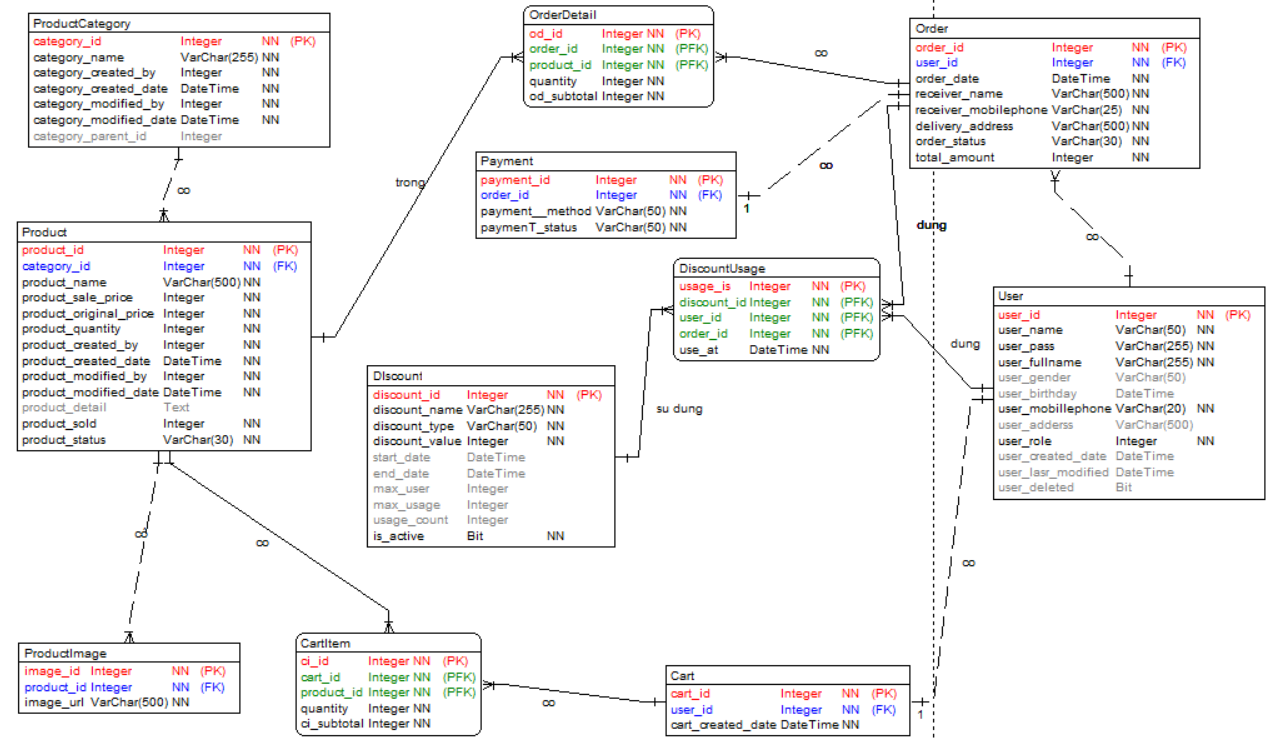 ProductCategory
category_id Integer NN (PK)
category_name VarChar(255) NN
category_created_by Integer NN
category_created_date DateTime NN
category_modified_by Integer NN
category_modified_date DateTime NN
category_parent_id Integer
∞
OrderDetail
od_id Integer NN (PK)
order_id Integer NN (PFK)
product_id Integer NN (PFK)
quantity Integer NN
od_subtotal Integer NN
∞
Order
order_id Integer NN (PK)
user_id Integer NN (FK)
order_date DateTime NN
receiver_name VarChar(500) NN
receiver_mobilephone VarChar(25) NN
delivery_address VarChar(500) NN
order_status VarChar(30) NN
total_amount Integer NN
Payment
payment_id Integer NN (PK)
order_id Integer NN (FK)
payment__method VarChar(50) NN
paymenT_status VarChar(50) NN
1
∞
trong
dung
∞
Product
product_id Integer NN (PK)
category_id Integer NN (FK)
product_name VarChar(500) NN
product_sale_price Integer NN
product_original_price Integer NN
product_quantity Integer NN
product_created_by Integer NN
product_created_date DateTime NN
product_modified_by Integer NN
product_modified_date DateTime NN
product_detail Text
product_sold Integer NN
product_status VarChar(30) NN
DiscountUsage
usage_is Integer NN (PK)
discount_id Integer NN (PFK)
user_id Integer NN (PFK)
order_id Integer NN (PFK)
use_at DateTime NN
dung
User
user_id Integer NN (PK)
user_name VarChar(50) NN
user_pass VarChar(255) NN
user_fullname VarChar(255) NN
user_gender VarChar(50)
user_birthday DateTime
user_mobillephone VarChar(20) NN
user_adderss VarChar(500)
user_role Integer NN
user_created_date DateTime
user_lasr_modified DateTime
user_deleted Bit
DIscount
discount_id Integer NN (PK)
discount_name VarChar(255) NN
discount_type VarChar(50) NN
discount_value Integer NN
start_date DateTime
end_date DateTime
max_user Integer
max_usage Integer
usage_count Integer
is_active Bit NN
su dung
∞
∞
∞
ProductImage
image_id Integer NN (PK)
product_id Integer NN (FK)
image_url VarChar(500) NN
CartItem
ci_id Integer NN (PK)
cart_id Integer NN (PFK)
product_id Integer NN (PFK)
quantity Integer NN
ci_subtotal Integer NN
∞
Cart
cart_id Integer NN (PK)
user_id Integer NN (FK)
cart_created_date DateTime NN
1